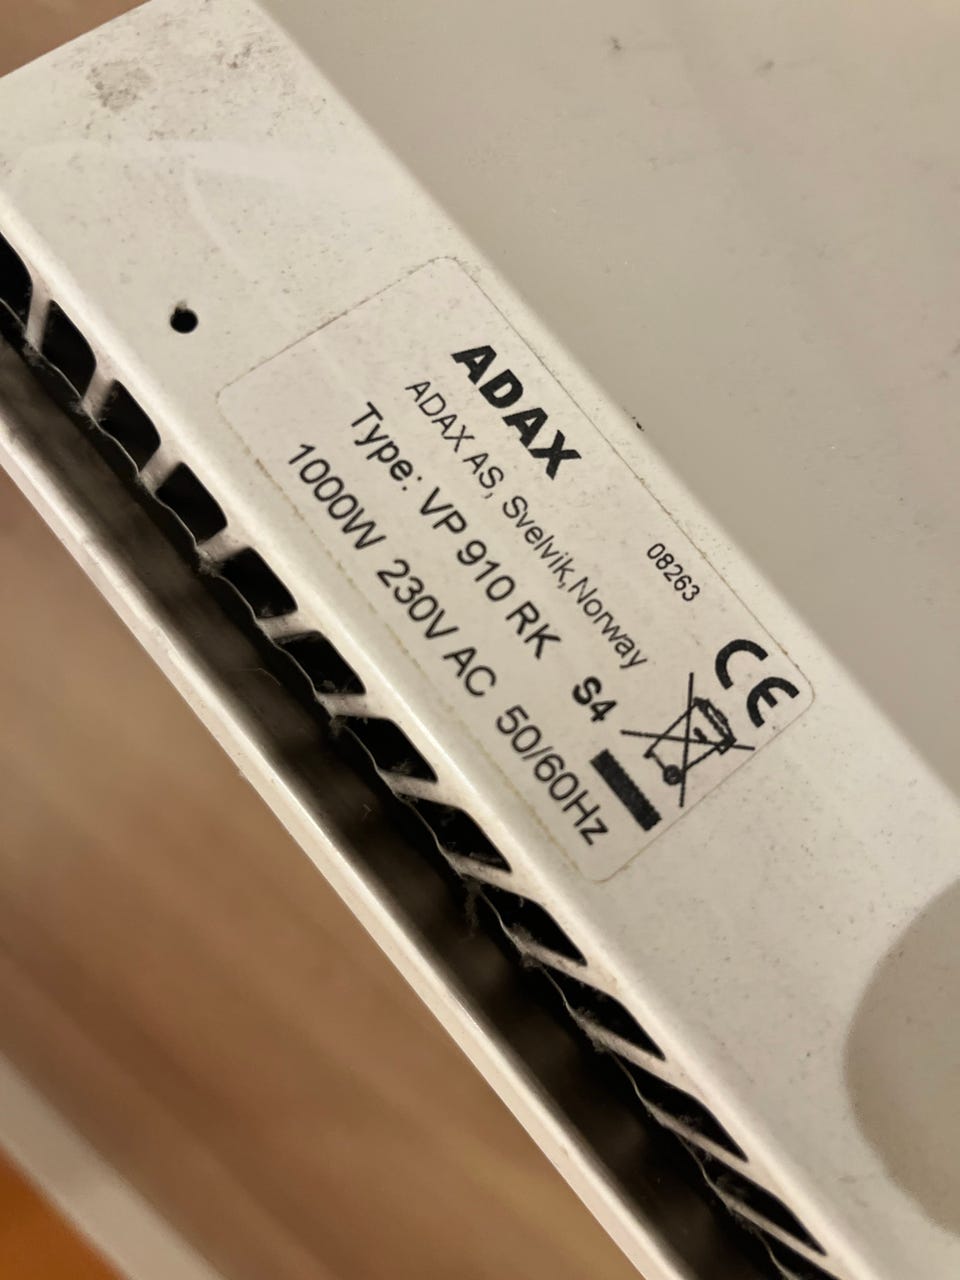 ADAX
ADAX AS, Svelvik, Norway
08263
CE
Type: VP 910 RK S4
1000W 230V AC 50/60Hz